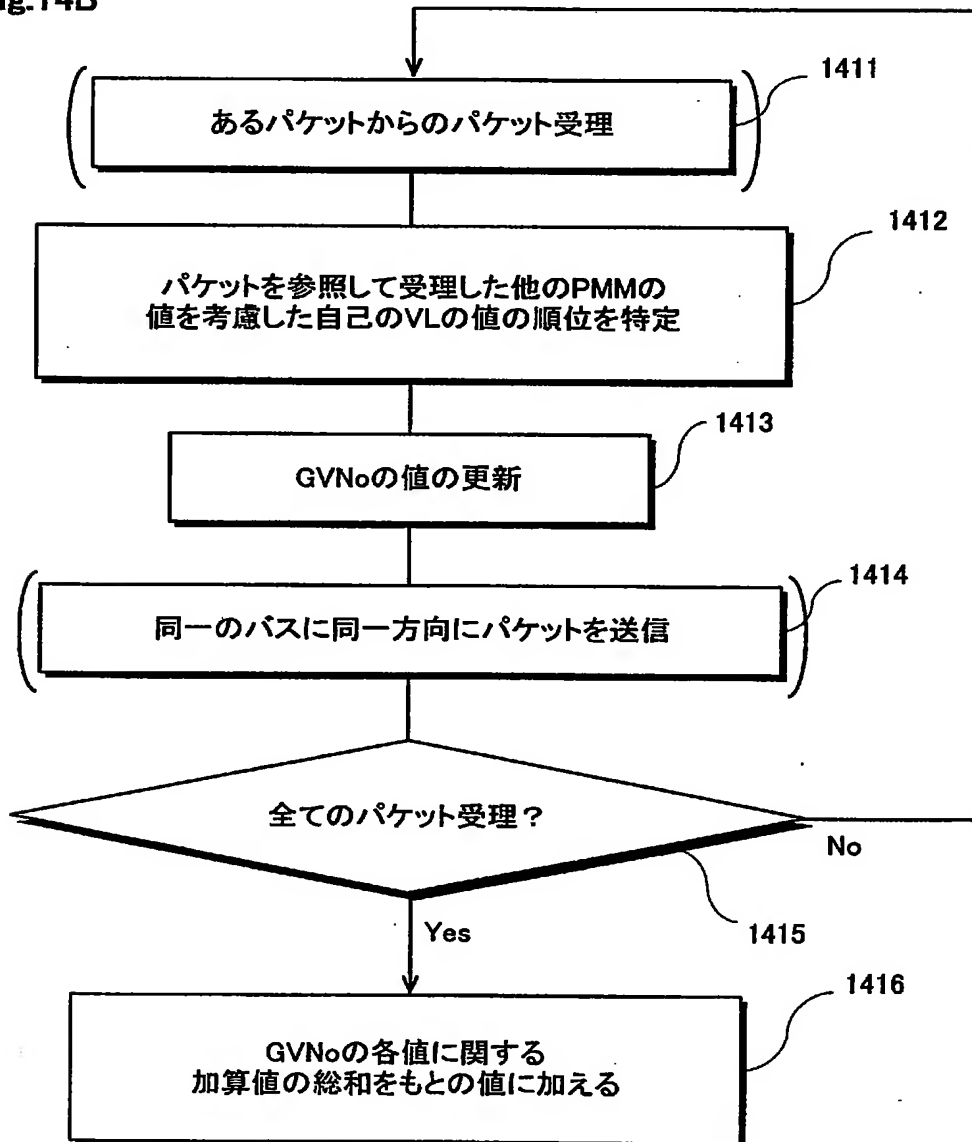 ig.14B
1411
あるパケットからのパケット受理
1412
パケットを参照して受理した他のPMMの
値を考慮した自己のVLの値の順位を特定
1413
GVNoの値の更新
1414
同一のバスに同一方向にパケットを送信
全てのパケット受理?
No
1415
Yes
1416
GVNoの各値に関する
加算値の総和をもとの値に加える